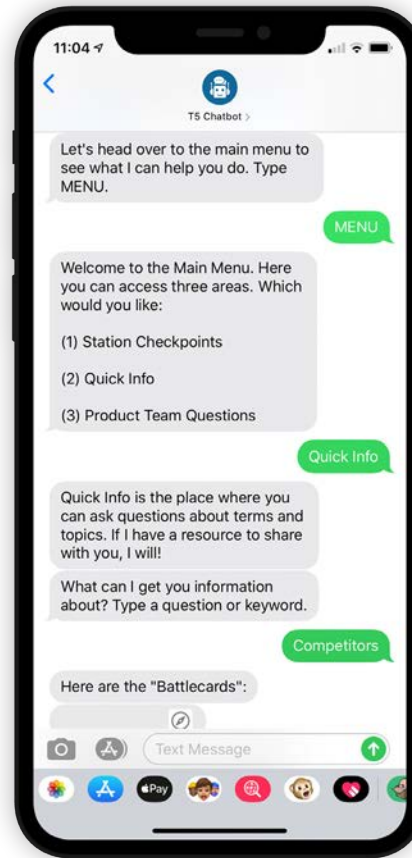 11:04
T5 Chatbot >
Let's head over to the main menu to
see what I can help you do. Type
MENU.
MENU
Welcome to the Main Menu. Here
you can access three areas. Which
would you like:
(1) Station Checkpoints
(2) Quick Info
(3) Product Team Questions
Quick Info
Quick Info is the place where you
can ask questions about terms and
topics. If I have a resource to share
with you, I will!
What can I get you information
about? Type a question or keyword.
Competitors
Here are the "Battlecards":
Text Message
Pay